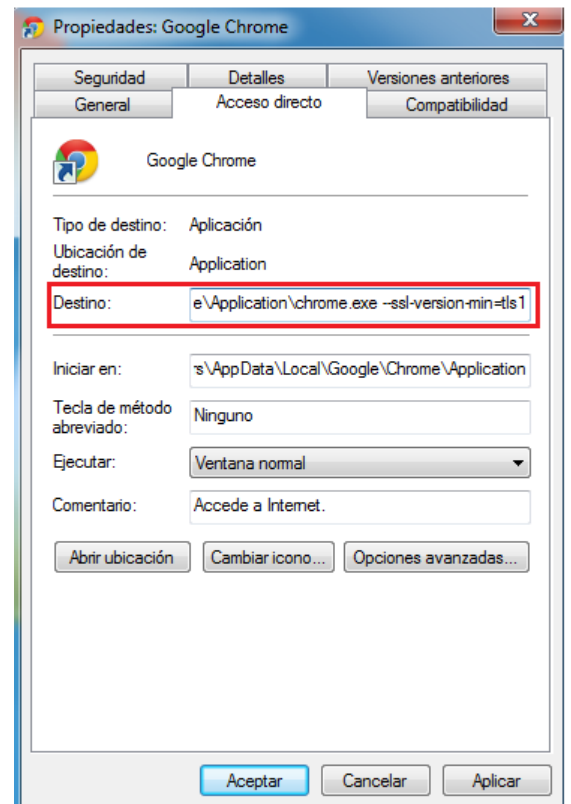 Propiedades: Google Chrome
Seguridad Detalles Versiones anteriores
General Acceso directo Compatibilidad
Google Chrome
Tipo de destino: Aplicación
Ubicación de
destino: Application
Destino: e\Application\chrome.exe --ssl-version-min=tls1
Iniciar en: rs\AppData\Local\Google\Chrome\Application
Tecla de método
abreviado: Ninguno
Ejecutar: Ventana normal
Comentario: Accede a Internet.
Abrir ubicación Cambiar icono... Opciones avanzadas...
Aceptar Cancelar Aplicar